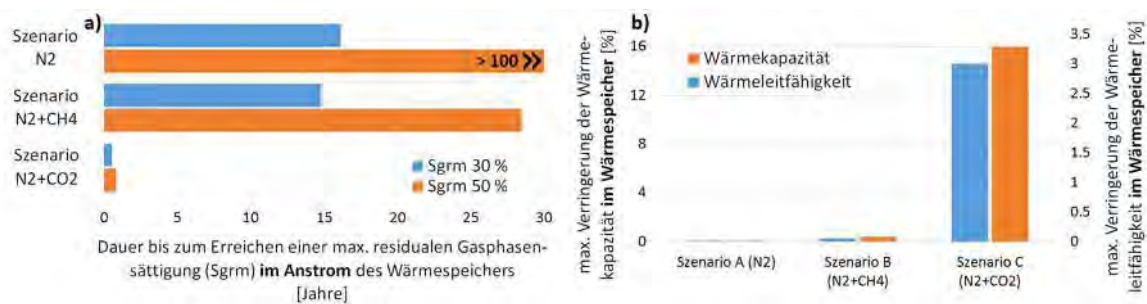 a)
Szenario
N2
> 100
Szenario
N2+CH4
Szenario
N2+CO2
Sgrm 30 %
Sgrm 50 %
0 5 10 15 20 25 30
Dauer bis zum Erreichen einer max. residualen Gasphasen-
sättigung (Sgrm) im Anstrom des Wärmespeichers
[Jahre]
b)
max. Verringerung der Wärme-
kapazität im Wärmespeicher [%]
16
12
8
4
0
Wärmekapazität
Wärmeleitfähigkeit
3,5
3
2,5
2
1,5
1
0,5
0
max. Verringerung der Wärme-
leitfähigkeit im Wärmespeicher [%]
Szenario A (N2)
Szenario B
(N2+CH4)
Szenario C
(N2+CO2)